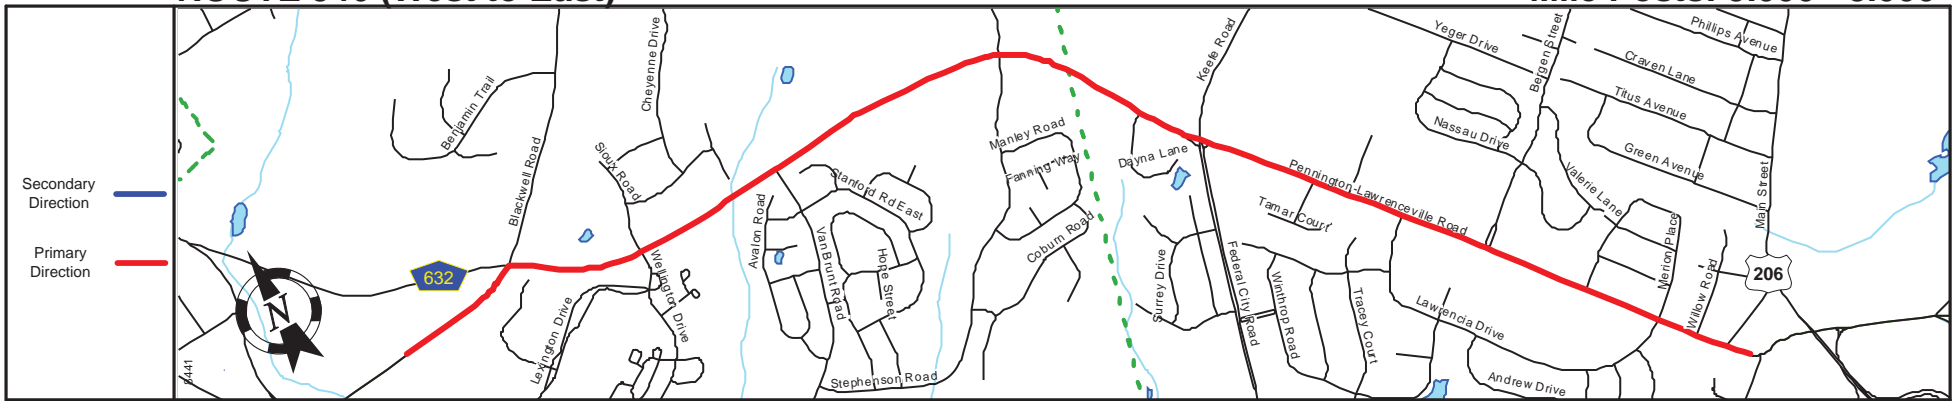 Secondary
Direction
Primary
Direction
8441
N
632
Benjamin Trail
Blackwell Road
Cheyenne Drive
Sioux Road
Wellington Drive
Lexington Drive
Avalon Road
Van Brunt Road
Hope Street
Stanford Rd East
Stephenson Road
Manley Road
Fanning Way
Coburn Road
Dayna Lane
Surrey Drive
Keefe Road
Federal City Road
Winthrop Road
Tamar Court
Tracey Court
Pennington-Lawrenceville Road
Lawrencia Drive
Andrew Drive
Yeger Drive
Bergen Street
Nassau Drive
Craven Lane
Titus Avenue
Green Avenue
Phillips Avenue
Valerie Lane
Merion Place
Willow Road
Main Street
206